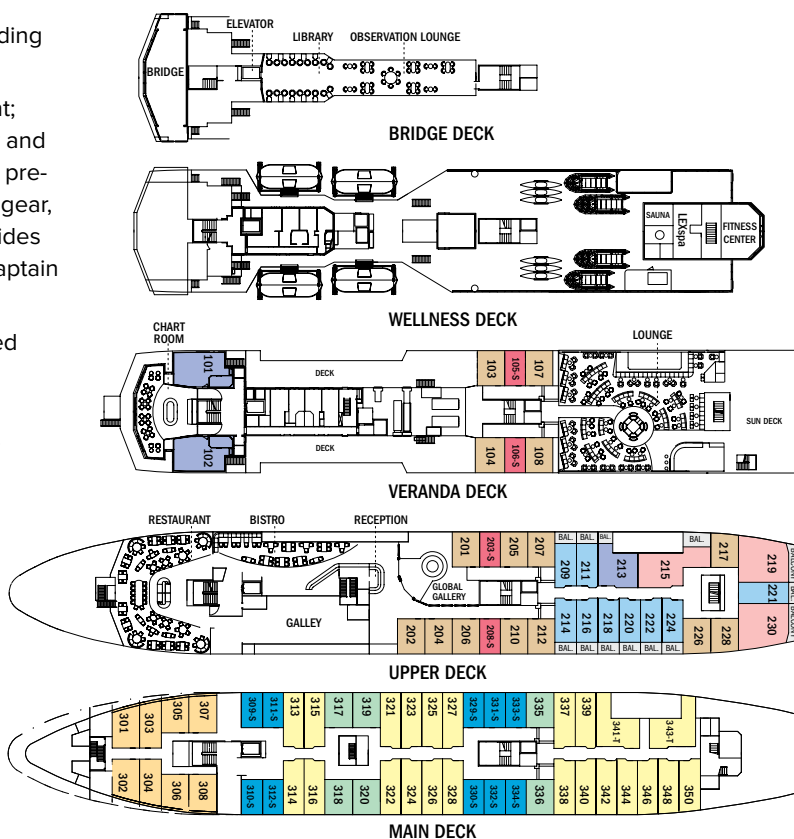 ding
t;
and
pre-
gear,
ides
aptain
ed
ELEVATOR
LIBRARY
OBSERVATION LOUNGE
BRIDGE
BRIDGE DECK
SAUNA
LEXspa
FITNESS
CENTER
WELLNESS DECK
CHART
ROOM
LOUNGE
101
DECK
103
105-S
107
SUN DECK
102
DECK
104
106-S
108
VERANDA DECK
RESTAURANT
BISTRO
RECEPTION
201
203-S
205
207
BAL.
BAL.
BAL.
BAL.
217
209
211
213
215
219
BALCONY
BAL.
BALCONY
221
GLOBAL
GALLERY
GALLEY
202
204
206
208-S
210
212
214
216
218
220
222
224
226
228
230
BAL.
BAL.
BAL.
BAL.
BAL.
BAL.
UPPER DECK
301
303
305
307
309-S
311-S
313
315
317
319
321
323
325
327
329-S
331-S
333-S
335
337
339
341-T
343-T
302
304
306
308
310-S
312-S
314
316
318
320
322
324
326
328
330-S
332-S
334-S
336
338
340
342
344
346
348
350
MAIN DECK